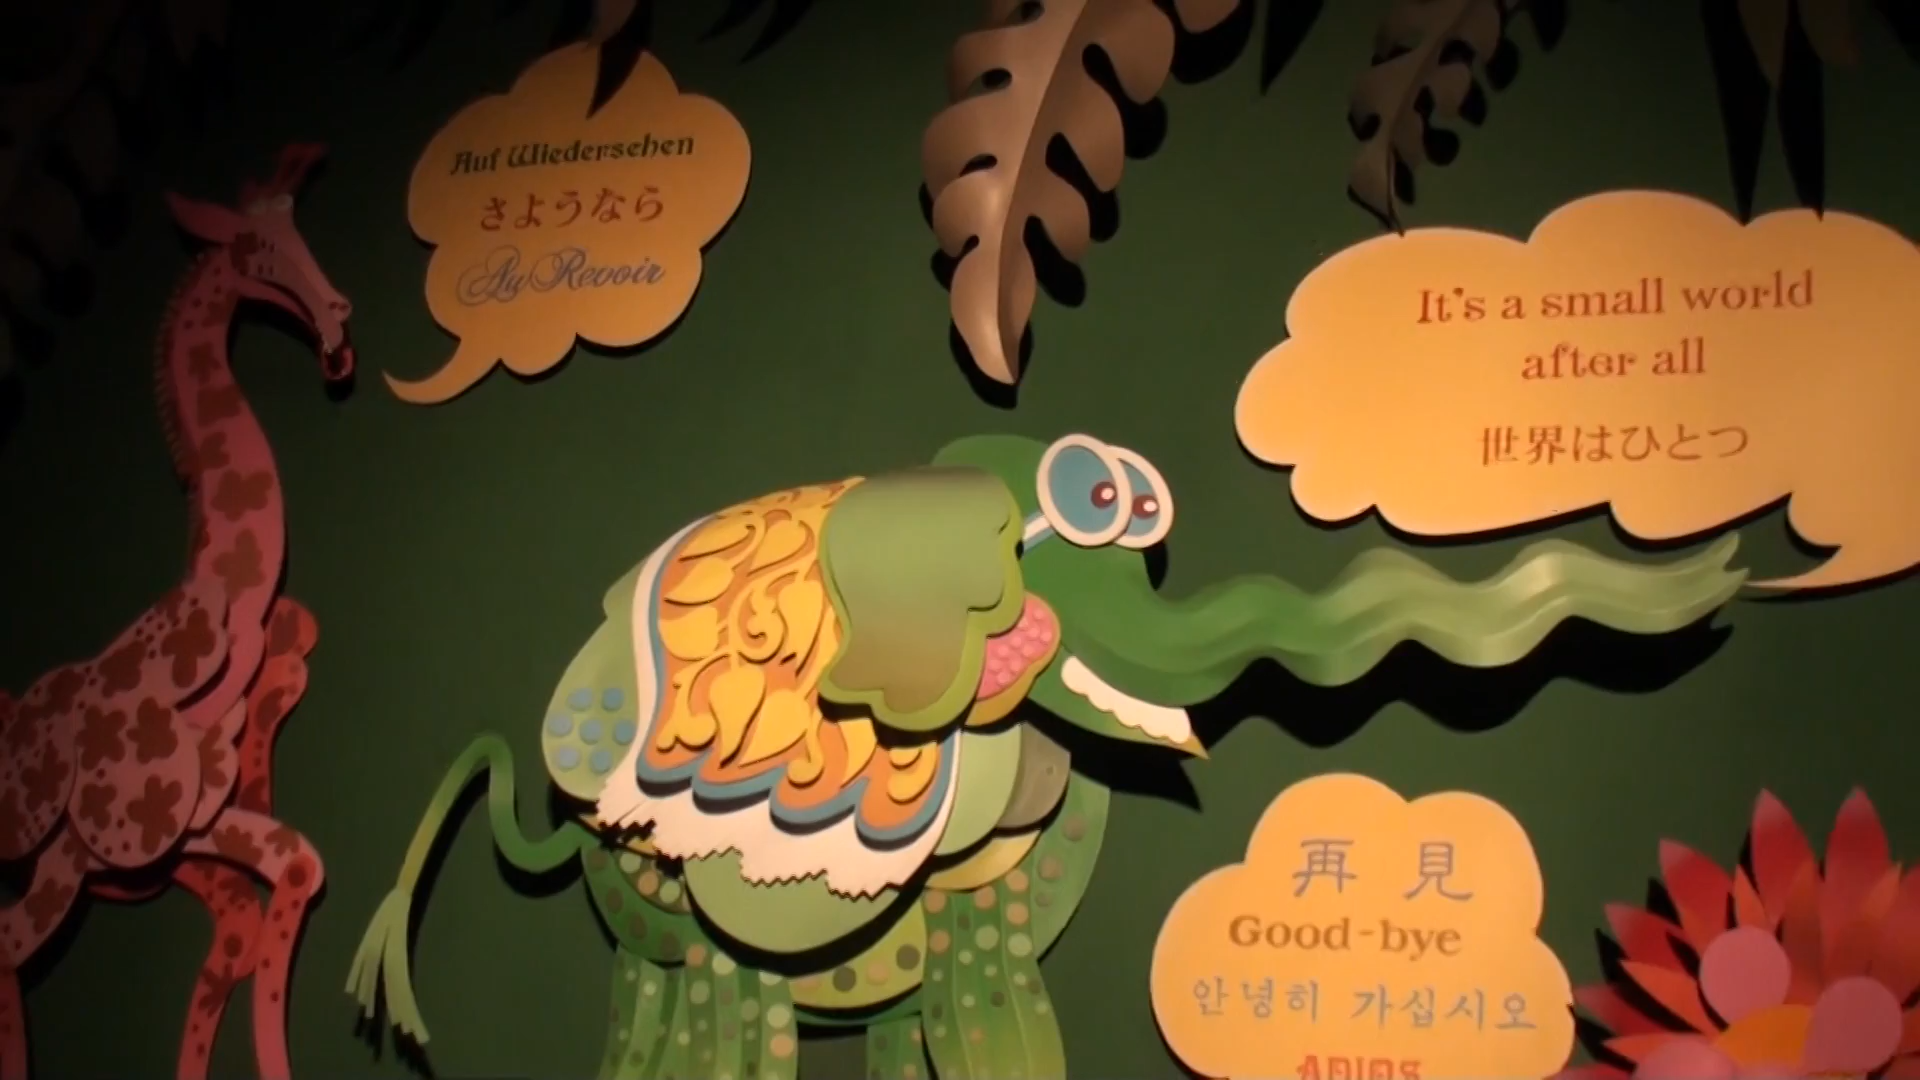 Auf Wiedersehen
さようなら
Au Revoir
It's a small world
after all
世界はひとつ
再見
Good-bye
안녕히 가십시오
ADIOS